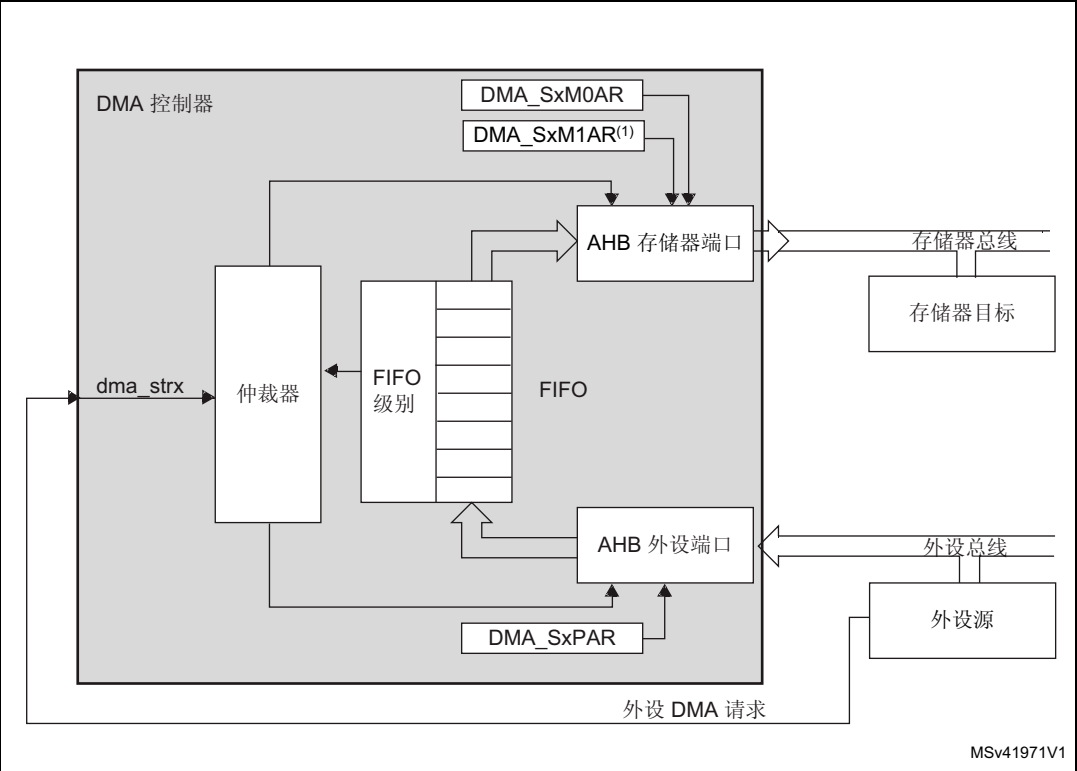 DMA 控制器
DMA_SxM0AR
DMA_SxM1AR(1)
AHB 存储器端口
存储器总线
存储器目标
dma_strx
仲裁器
FIFO
级别
FIFO
AHB 外设端口
外设总线
外设源
DMA_SxPAR
外设 DMA 请求
MSv41971V1